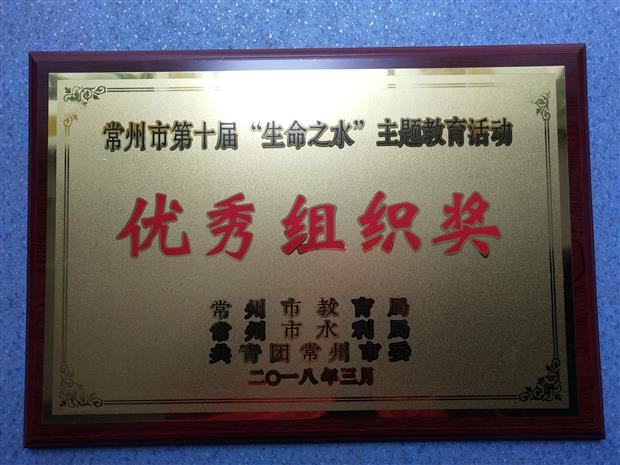 常州市第十届“生命之水”主题教育活动
优秀组织奖
常州市教育局
常州市水利局
共青团常州市委
二〇一八年三月